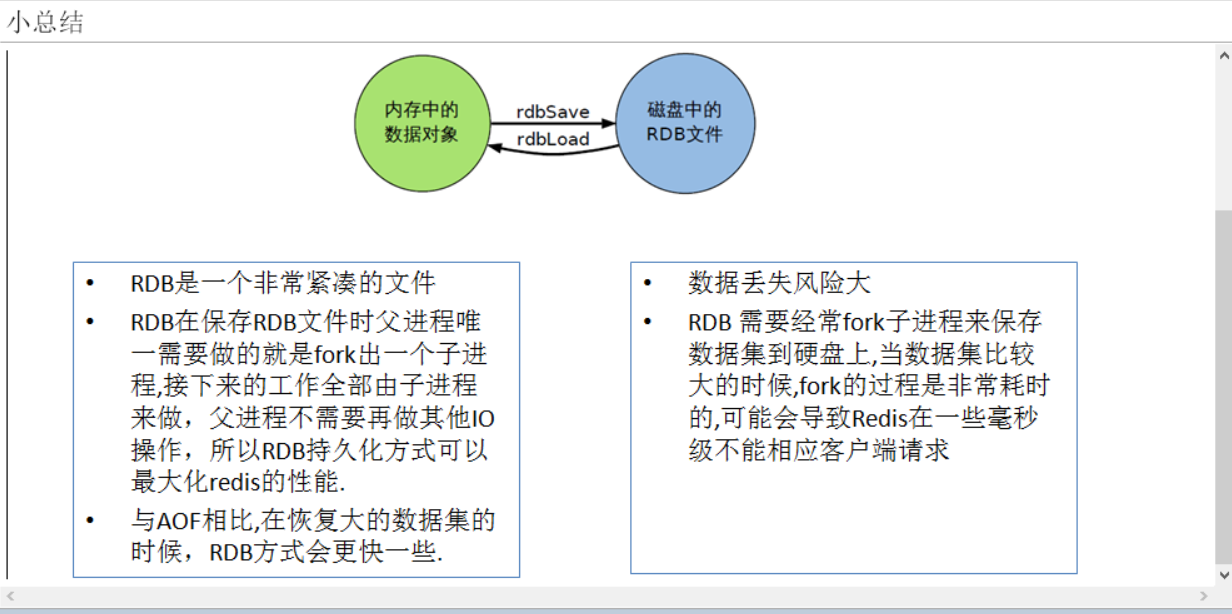 小总结
内存中的
数据对象
rdbSave
rdbLoad
磁盘中的
RDB文件
• RDB是一个非常紧凑的文件
• RDB在保存RDB文件时父进程唯
一需要做的就是fork出一个子进
程,接下来的工作全部由子进程
来做，父进程不需要再做其他IO
操作，所以RDB持久化方式可以
最大化redis的性能.
• 与AOF相比,在恢复大的数据集的
时候，RDB方式会更快一些.
• 数据丢失风险大
• RDB 需要经常fork子进程来保存
数据集到硬盘上,当数据集比较
大的时候,fork的过程是非常耗时
的,可能会导致Redis在一些毫秒
级不能相应客户端请求